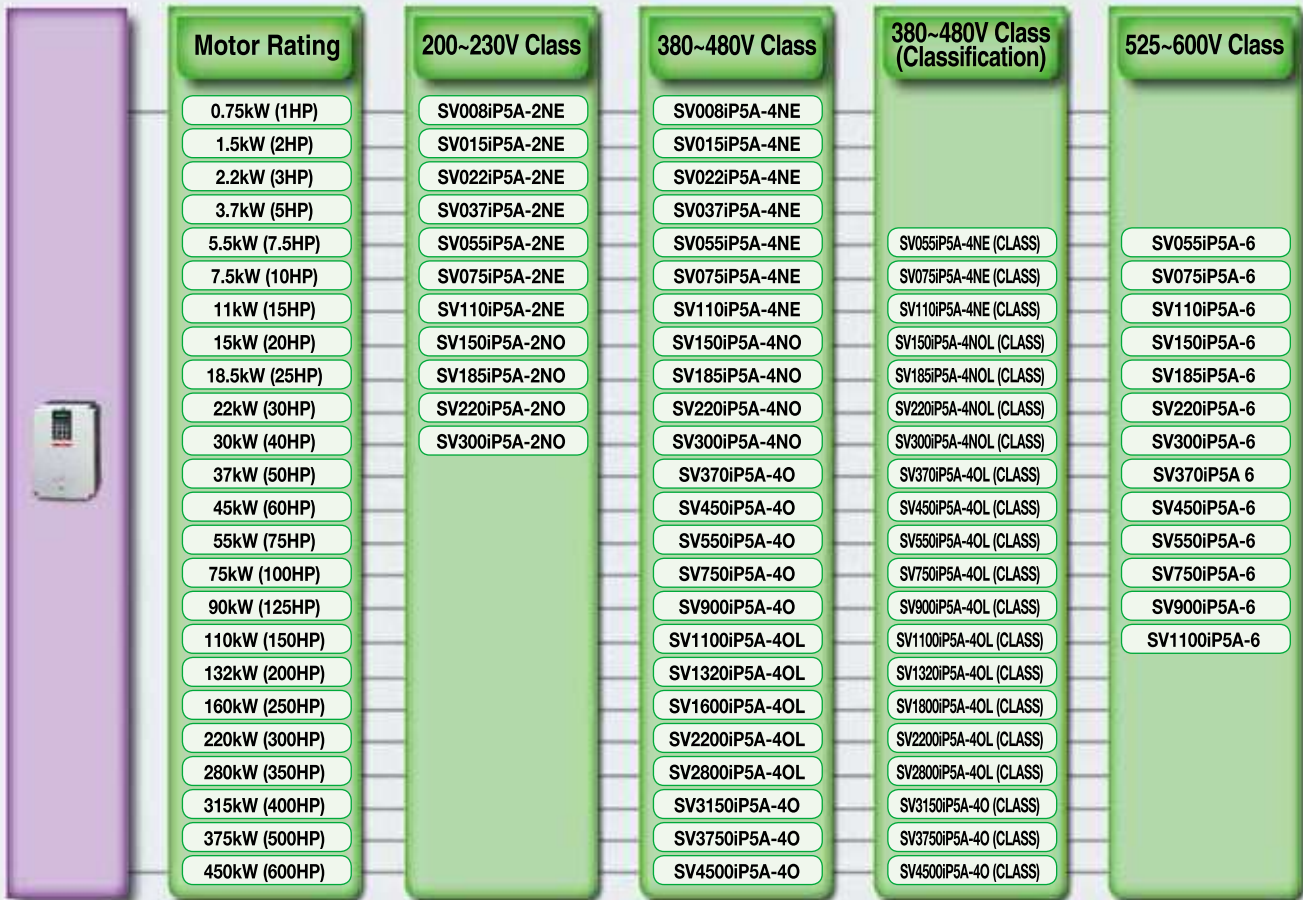 Motor Rating
200~230V Class
380~480V Class
380~480V Class
(Classification)
525~600V Class
0.75kW (1HP)
SV008iP5A-2NE
SV008iP5A-4NE
1.5kW (2HP)
SV015iP5A-2NE
SV015iP5A-4NE
2.2kW (3HP)
SV022iP5A-2NE
SV022iP5A-4NE
3.7kW (5HP)
SV037iP5A-2NE
SV037iP5A-4NE
5.5kW (7.5HP)
SV055iP5A-2NE
SV055iP5A-4NE
SV055iP5A-4NE (CLASS)
SV055iP5A-6
7.5kW (10HP)
SV075iP5A-2NE
SV075iP5A-4NE
SV075iP5A-4NE (CLASS)
SV075iP5A-6
11kW (15HP)
SV110iP5A-2NE
SV110iP5A-4NE
SV110iP5A-4NE (CLASS)
SV110iP5A-6
15kW (20HP)
SV150iP5A-2NO
SV150iP5A-4NO
SV150iP5A-4NOL (CLASS)
SV150iP5A-6
18.5kW (25HP)
SV185iP5A-2NO
SV185iP5A-4NO
SV185iP5A-4NOL (CLASS)
SV185iP5A-6
22kW (30HP)
SV220iP5A-2NO
SV220iP5A-4NO
SV220iP5A-4NOL (CLASS)
SV220iP5A-6
30kW (40HP)
SV300iP5A-2NO
SV300iP5A-4NO
SV300iP5A-4NOL (CLASS)
SV300iP5A-6
37kW (50HP)
SV370iP5A-4O
SV370iP5A-4OL (CLASS)
SV370iP5A 6
45kW (60HP)
SV450iP5A-4O
SV450iP5A-4OL (CLASS)
SV450iP5A-6
55kW (75HP)
SV550iP5A-4O
SV550iP5A-4OL (CLASS)
SV550iP5A-6
75kW (100HP)
SV750iP5A-4O
SV750iP5A-4OL (CLASS)
SV750iP5A-6
90kW (125HP)
SV900iP5A-4O
SV900iP5A-4OL (CLASS)
SV900iP5A-6
110kW (150HP)
SV1100iP5A-4OL
SV1100iP5A-4OL (CLASS)
SV1100iP5A-6
132kW (200HP)
SV1320iP5A-4OL
SV1320iP5A-4OL (CLASS)
160kW (250HP)
SV1600iP5A-4OL
SV1800iP5A-4OL (CLASS)
220kW (300HP)
SV2200iP5A-4OL
SV2200iP5A-4OL (CLASS)
280kW (350HP)
SV2800iP5A-4OL
SV2800iP5A-4OL (CLASS)
315kW (400HP)
SV3150iP5A-4O
SV3150iP5A-4O (CLASS)
375kW (500HP)
SV3750iP5A-4O
SV3750iP5A-4O (CLASS)
450kW (600HP)
SV4500iP5A-4O
SV4500iP5A-4O (CLASS)